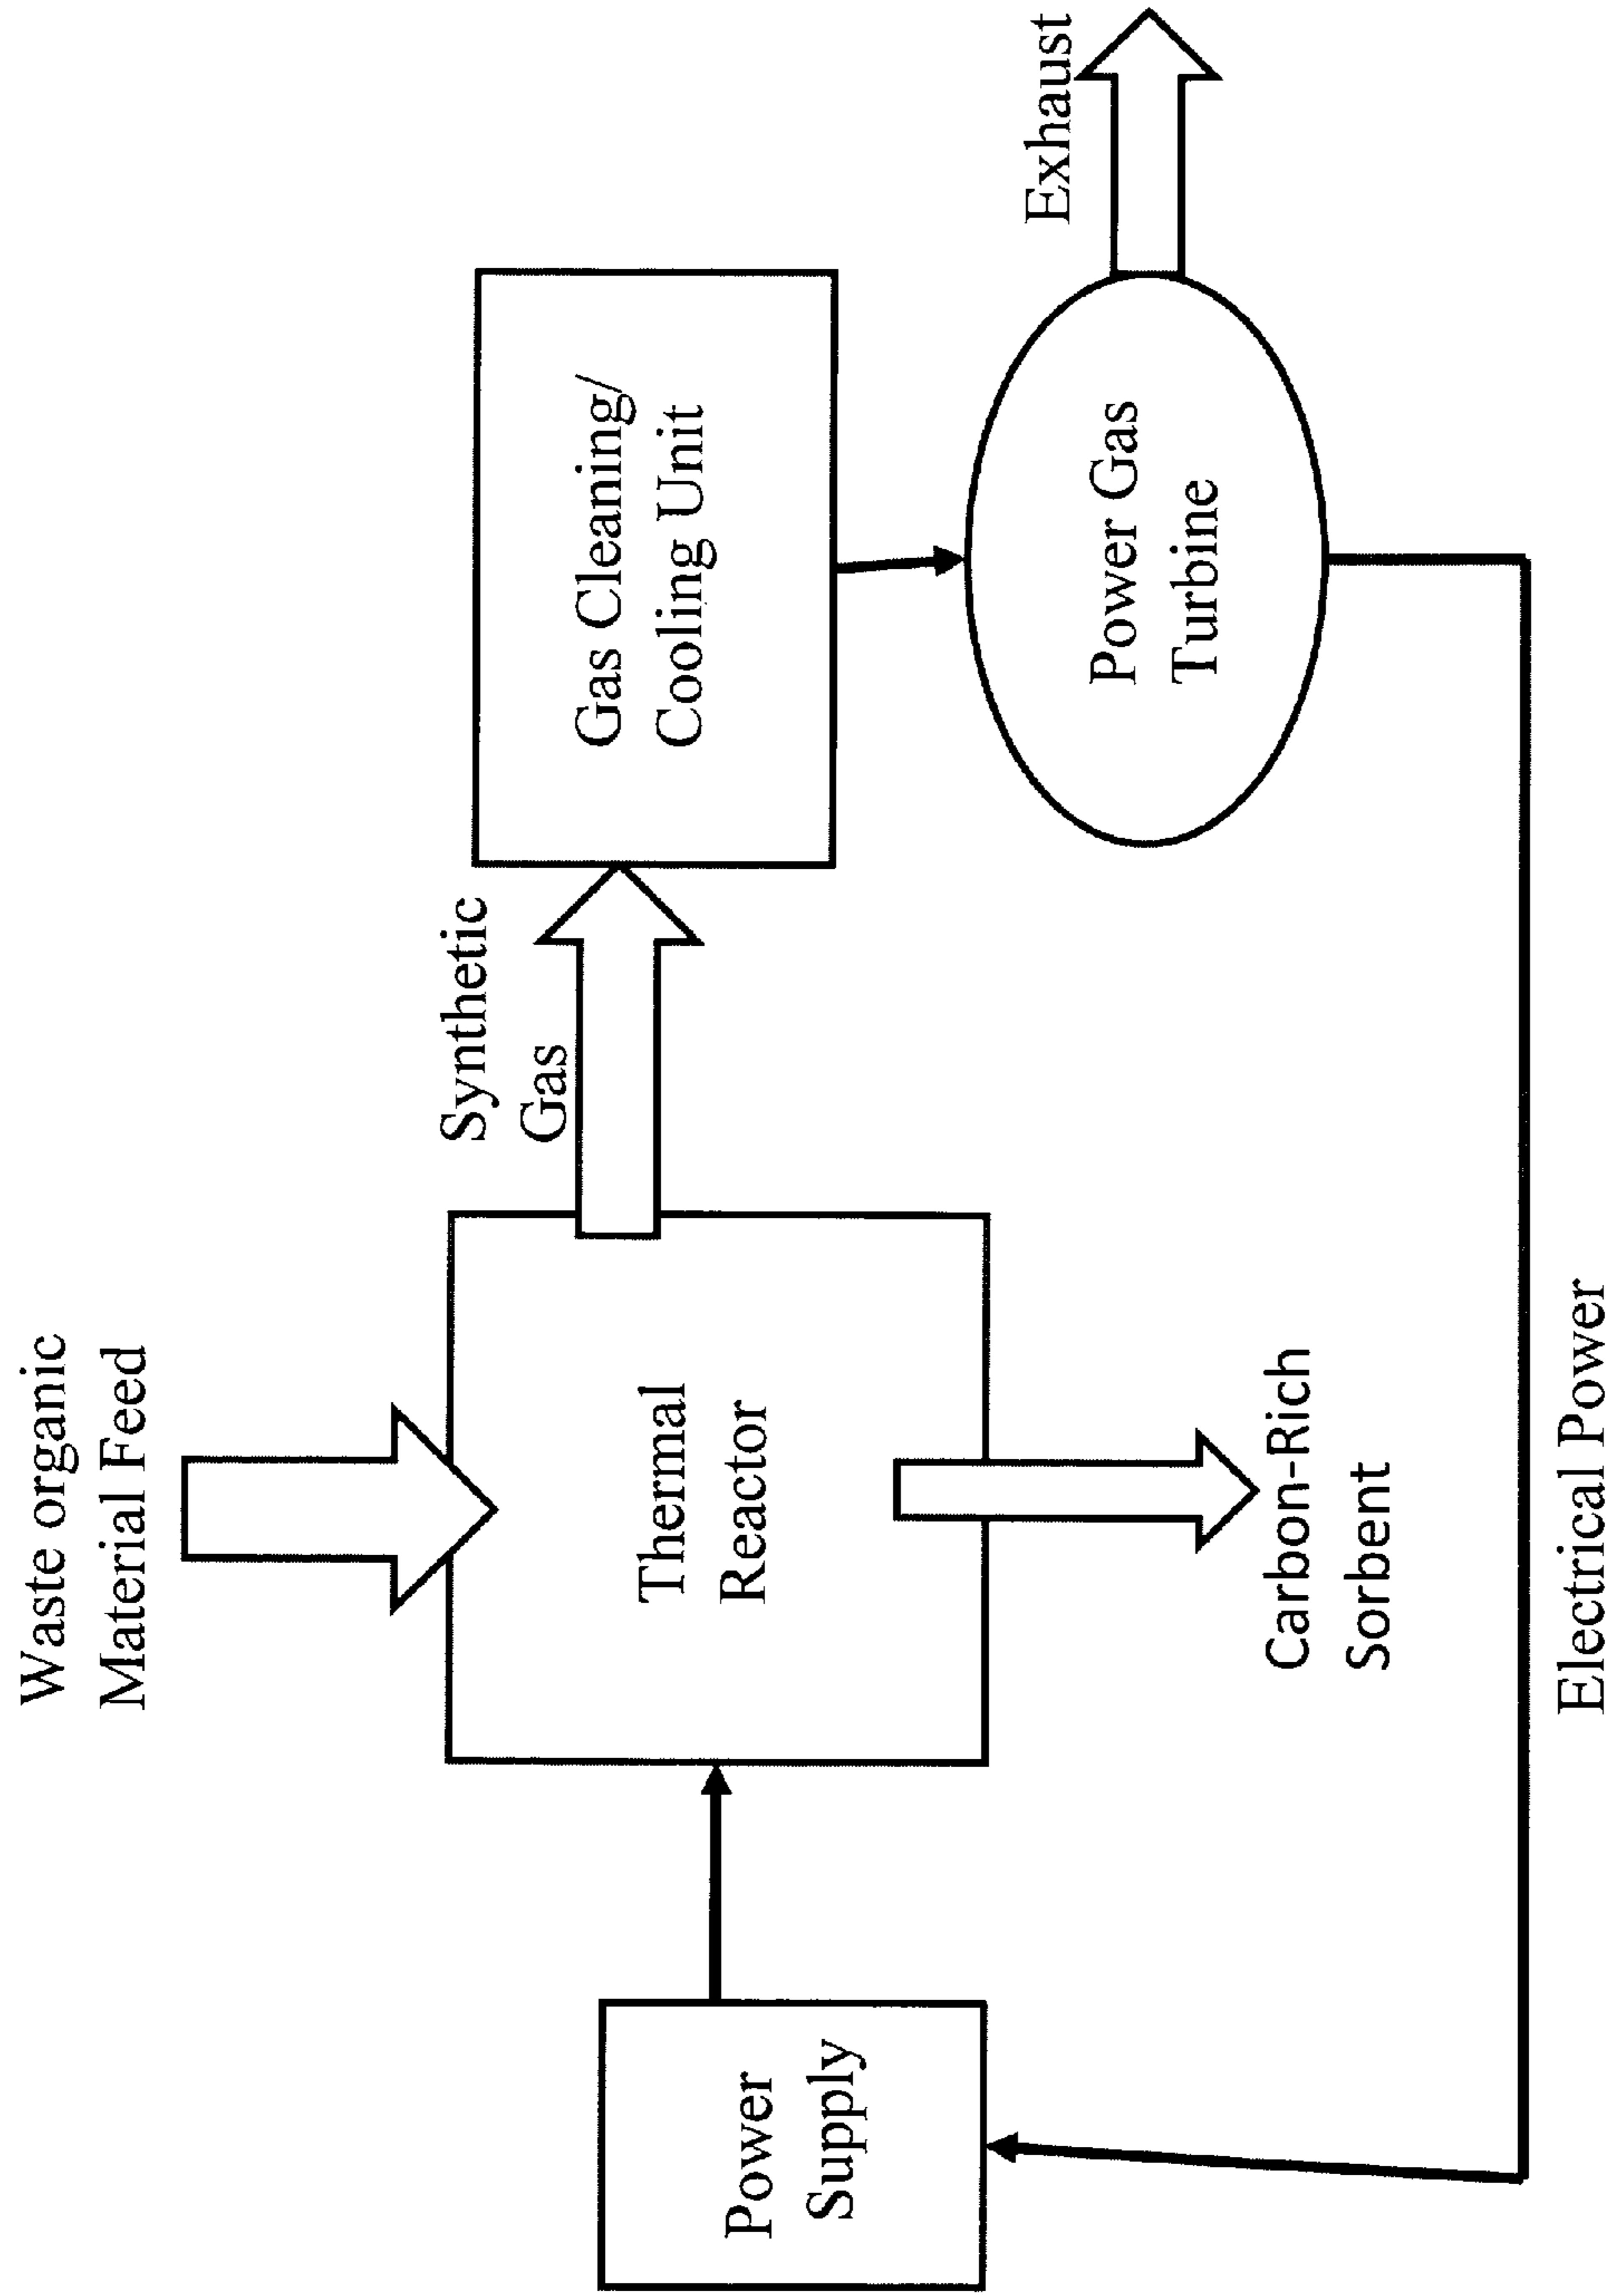 Waste organic
Material Feed
Synthetic
Gas
Power
Supply
Thermal
Reactor
Gas Cleaning/
Cooling Unit
Carbon-Rich
Sorbent
Power Gas
Turbine
Exhaust
Electrical Power